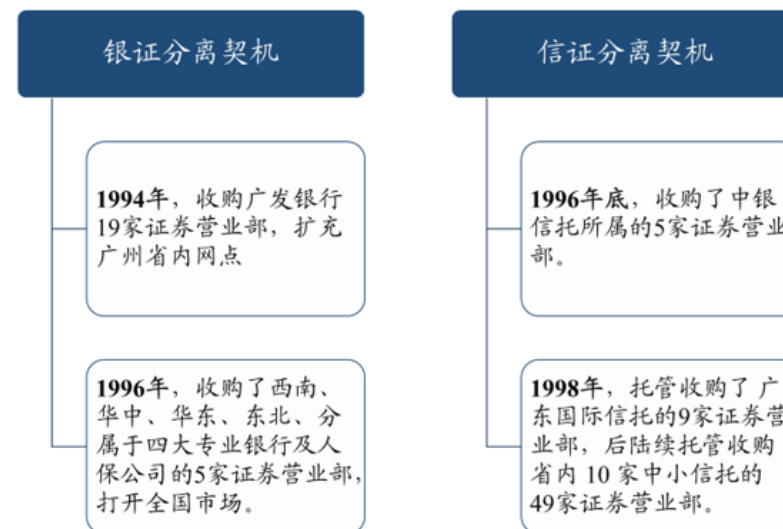 银证分离契机
1994年，收购广发银行
19家证券营业部，扩充
广州省内网点
1996年，收购了西南、
华中、华东、东北、分
属于四大专业银行及人
保公司的5家证券营业部，
打开全国市场。
信证分离契机
1996年底，收购了中银
信托所属的5家证券营业
部。
1998年，托管收购了 广
东国际信托的9家证券营
业部，后陆续托管收购
省内 10 家中小信托的
49家证券营业部。